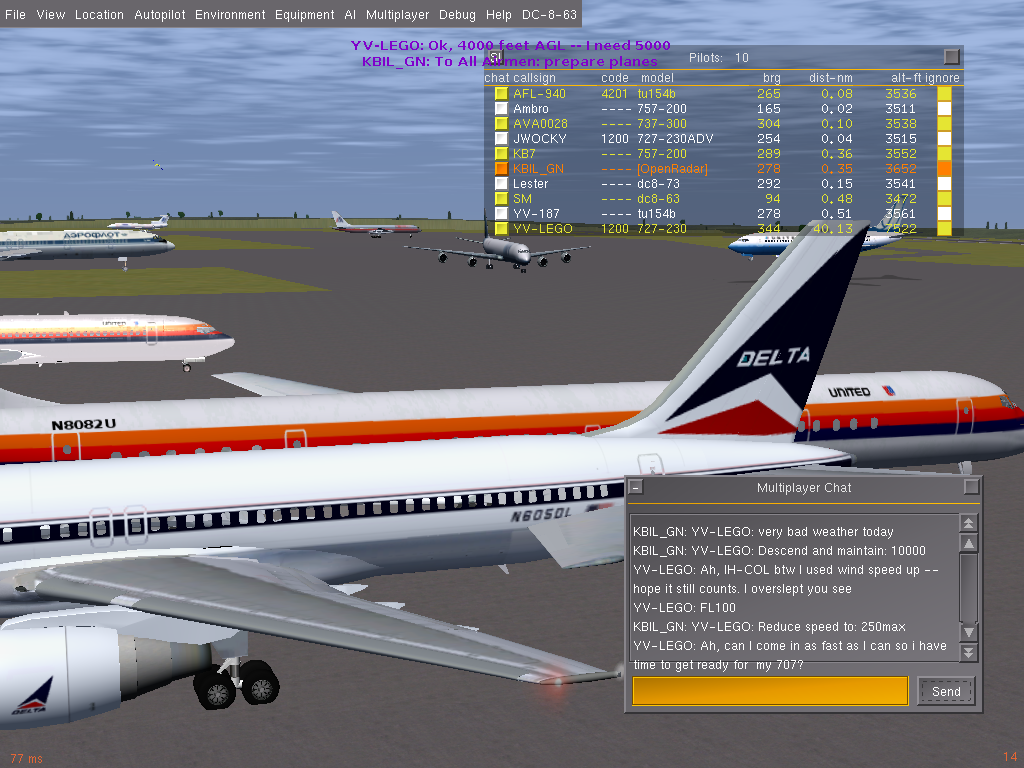 File View Location Autopilot Environment Equipment AI Multiplayer Debug Help DC-8-63
YV-LEGO: Ok, 4000 feet AGL -- I need 5000
KBIL_GN: To All Airmen: prepare planes
Pilots: 10
chat callsign code model brg dist-nm alt-ft ignore
AFL-940 4201 tu154b 265 0.08 3536
Ambro ---- 757-200 165 0.02 3511
AVA0028 ---- 737-300 304 0.10 3538
JWOCKY 1200 727-230ADV 254 0.04 3515
KB7 ---- 757-200 289 0.36 3552
KBIL_GN ---- [OpenRadar] 278 0.35 3652
Lester ---- dc8-73 292 0.15 3541
SM ---- dc8-63 94 0.48 3472
YV-187 ---- tu154b 278 0.51 3561
YV-LEGO 1200 727-230 344 40.13 7522
АЭРОФЛОТ
UNITED
DELTA
UNITED
N8082U
N605DL
DELTA
Multiplayer Chat
KBIL_GN: YV-LEGO: very bad weather today
KBIL_GN: YV-LEGO: Descend and maintain: 10000
YV-LEGO: Ah, IH-COL btw I used wind speed up --
hope it still counts. I overslept you see
YV-LEGO: FL100
KBIL_GN: YV-LEGO: Reduce speed to: 250max
YV-LEGO: Ah, can I come in as fast as I can so i have
time to get ready for my 707?
Send
77 ms
14